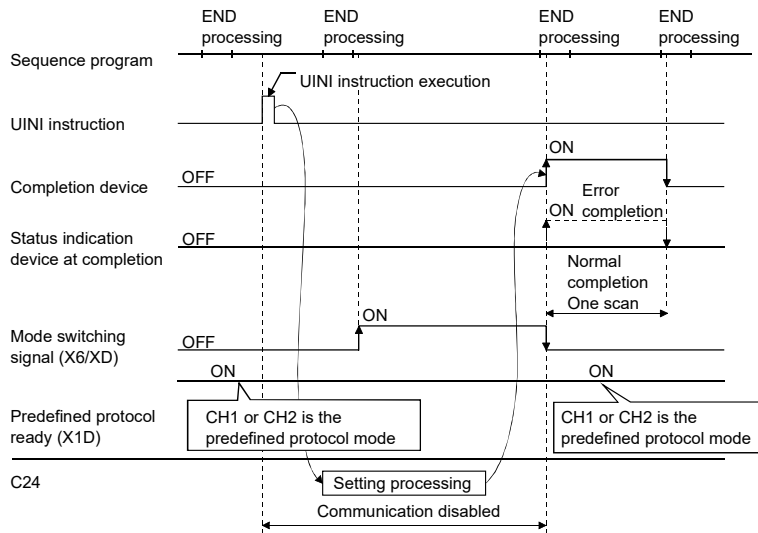 END
processing
END
processing
END
processing
END
processing
Sequence program
UINI instruction execution
UINI instruction
ON
Completion device
OFF
Error
completion
ON
Status indication
device at completion
OFF
Normal
completion
One scan
ON
Mode switching
signal (X6/XD)
OFF
ON
ON
Predefined protocol
ready (X1D)
CH1 or CH2 is the
predefined protocol mode
CH1 or CH2 is the
predefined protocol mode
C24
Setting processing
Communication disabled